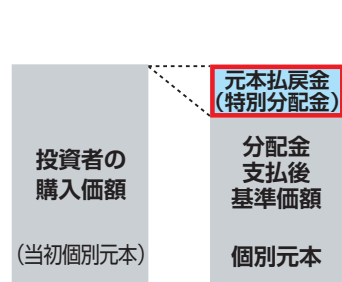 投資者の
購入価額
（当初個別元本）
元本払戻金
（特別分配金）
分配金
支払後
基準価額
個別元本